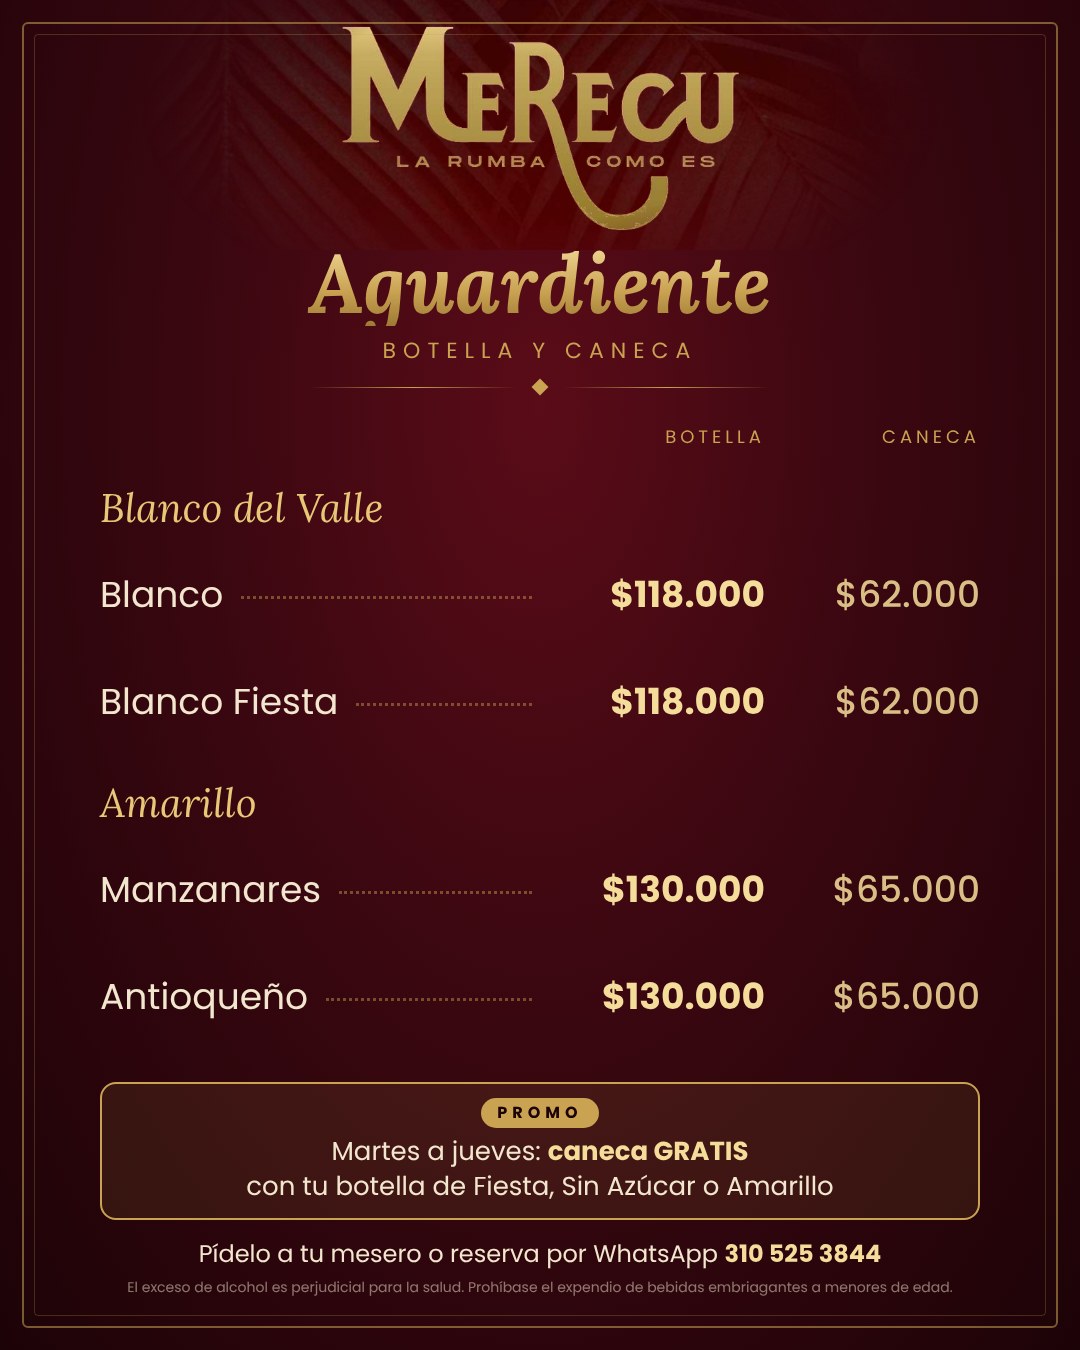 MERECU
LA RUMBA COMO ES
Aguardiente
BOTELLA Y CANECA
BOTELLA CANECA
Blanco del Valle
Blanco $118.000 $62.000
Blanco Fiesta $118.000 $62.000
Amarillo
Manzanares $130.000 $65.000
Antioqueño $130.000 $65.000
PROMO
Martes a jueves: caneca GRATIS
con tu botella de Fiesta, Sin Azúcar o Amarillo
Pídelo a tu mesero o reserva por WhatsApp 310 525 3844
El exceso de alcohol es perjudicial para la salud. Prohíbase el expendio de bebidas embriagantes a menores de edad.